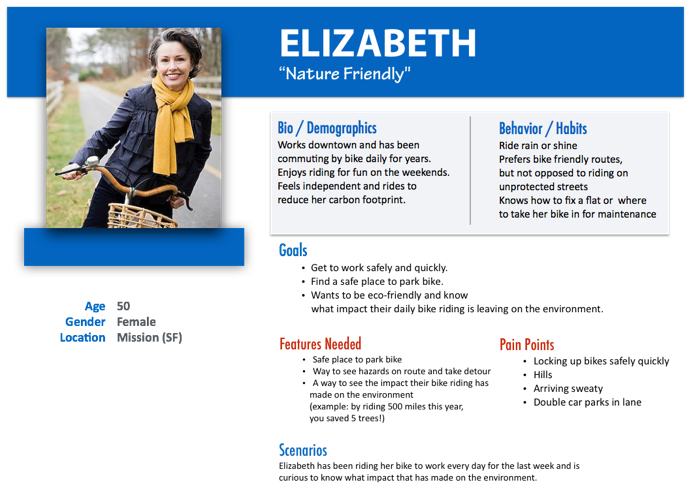 ELIZABETH
“Nature Friendly"
Bio / Demographics
Works downtown and has been
commuting by bike daily for years.
Enjoys riding for fun on the weekends.
Feels independent and rides to
reduce her carbon footprint.
Behavior / Habits
Ride rain or shine
Prefers bike friendly routes,
but not opposed to riding on
unprotected streets
Knows how to fix a flat or where
to take her bike in for maintenance
Goals
• Get to work safely and quickly.
• Find a safe place to park bike.
• Wants to be eco-friendly and know
what impact their daily bike riding is leaving on the environment.
Age 50
Gender Female
Location Mission (SF)
Features Needed
• Safe place to park bike
• Way to see hazards on route and take detour
• A way to see the impact their bike riding has
made on the environment
(example: by riding 500 miles this year,
you saved 5 trees!)
Pain Points
• Locking up bikes safely quickly
• Hills
• Arriving sweaty
• Double car parks in lane
Scenarios
Elizabeth has been riding her bike to work every day for the last week and is
curious to know what impact that has made on the environment.